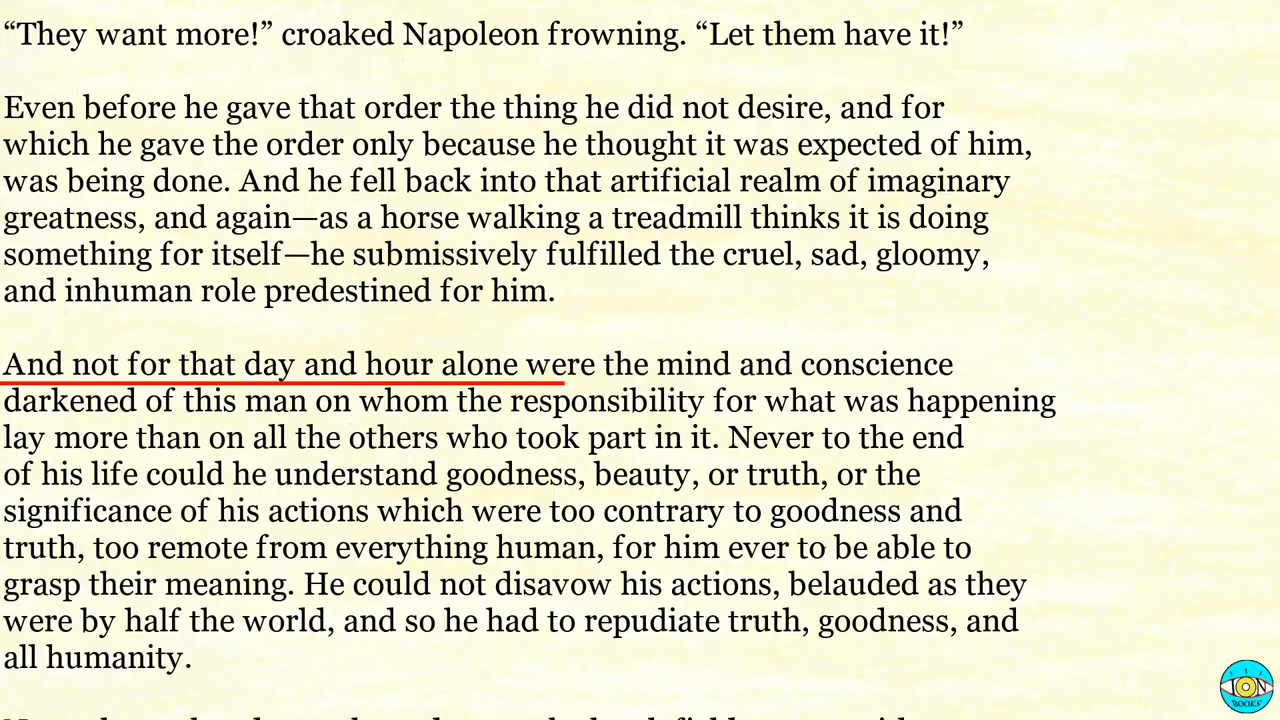 “They want more!” croaked Napoleon frowning. “Let them have it!”
Even before he gave that order the thing he did not desire, and for
which he gave the order only because he thought it was expected of him,
was being done. And he fell back into that artificial realm of imaginary
greatness, and again—as a horse walking a treadmill thinks it is doing
something for itself—he submissively fulfilled the cruel, sad, gloomy,
and inhuman role predestined for him.
And not for that day and hour alone were the mind and conscience
darkened of this man on whom the responsibility for what was happening
lay more than on all the others who took part in it. Never to the end
of his life could he understand goodness, beauty, or truth, or the
significance of his actions which were too contrary to goodness and
truth, too remote from everything human, for him ever to be able to
grasp their meaning. He could not disavow his actions, belauded as they
were by half the world, and so he had to repudiate truth, goodness, and
all humanity.
ION
BOOKS